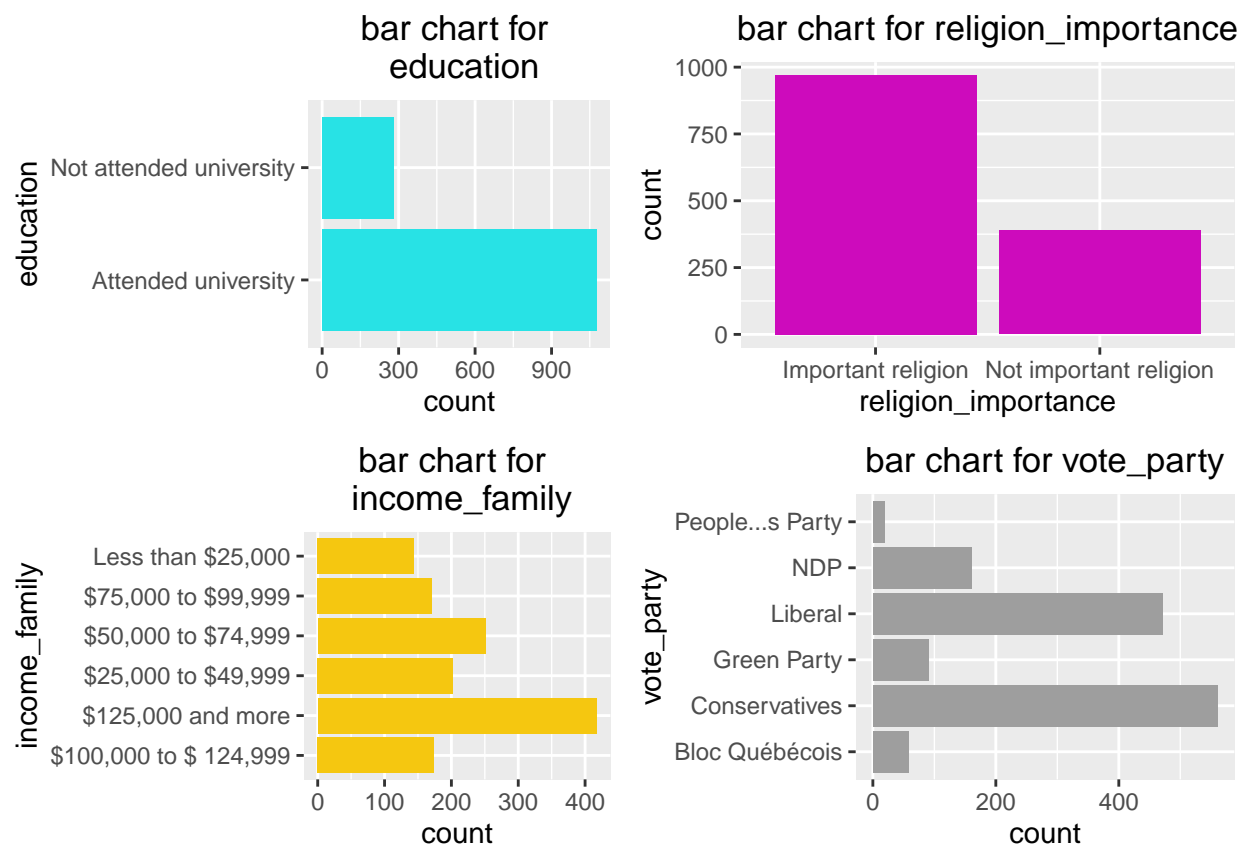 bar chart for
education
education
Not attended university
Attended university
0 300 600 900
count
bar chart for religion_importance
count
1000
750
500
250
0
Important religion Not important religion
religion_importance
bar chart for
income_family
income_family
Less than $25,000
$75,000 to $99,999
$50,000 to $74,999
$25,000 to $49,999
$125,000 and more
$100,000 to $ 124,999
0 100 200 300 400
count
bar chart for vote_party
vote_party
People...s Party
NDP
Liberal
Green Party
Conservatives
Bloc Québécois
0 200 400
count